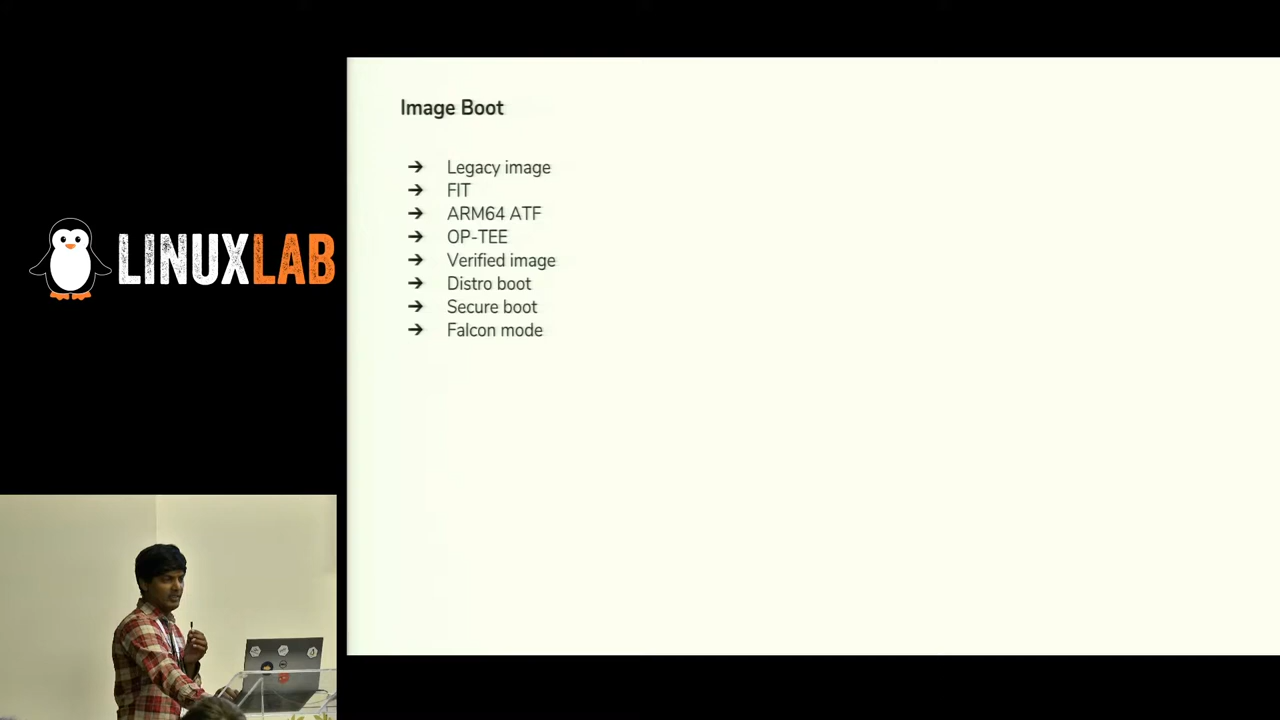 LINUXLAB
Image Boot
➔ Legacy image
➔ FIT
➔ ARM64 ATF
➔ OP-TEE
➔ Verified image
➔ Distro boot
➔ Secure boot
➔ Falcon mode